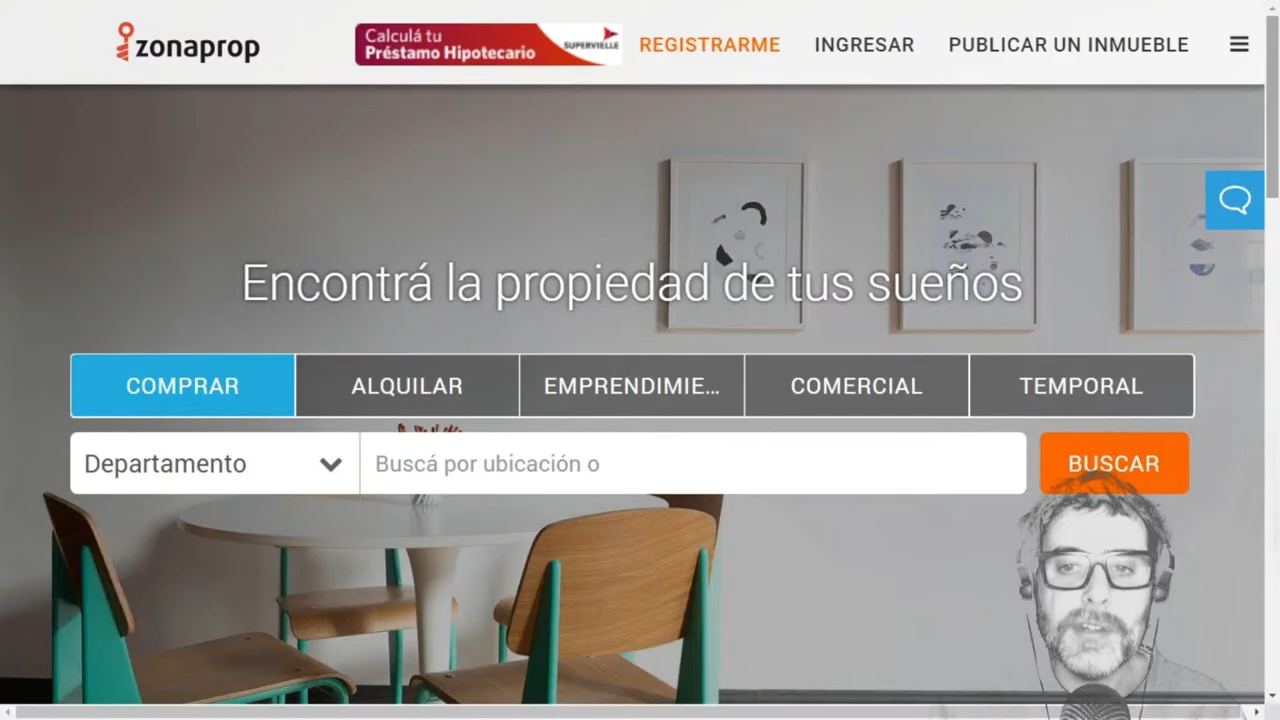 zonaprop
Calculá tu
Préstamo Hipotecario
SUPERVIELLE
REGISTRARME
INGRESAR
PUBLICAR UN INMUEBLE
Encontrá la propiedad de tus sueños
COMPRAR
ALQUILAR
EMPRENDIMIE...
COMERCIAL
TEMPORAL
Departamento
Buscá por ubicación o
BUSCAR